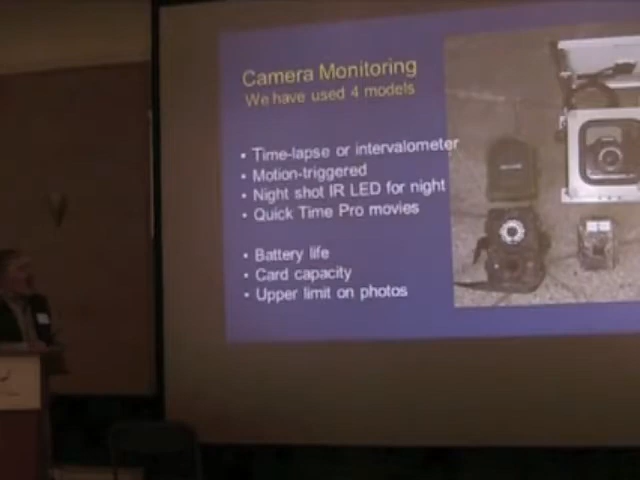 Camera Monitoring
We have used 4 models
• Time-lapse or intervalometer
• Motion-triggered
• Night shot IR LED for night
• Quick Time Pro movies
• Battery life
• Card capacity
• Upper limit on photos